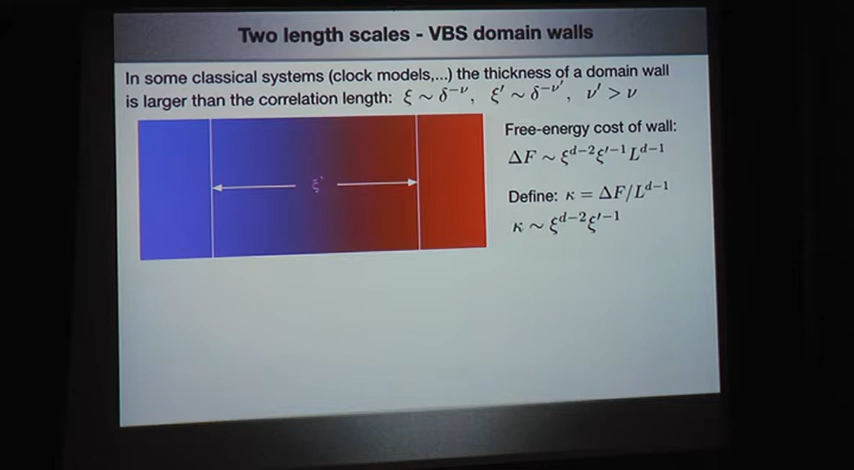 Two length scales - VBS domain walls
In some classical systems (clock models,...) the thickness of a domain wall
is larger than the correlation length: ξ ~ δ^{-ν}, ξ′ ~ δ^{-ν′}, ν′ > ν
Free-energy cost of wall:
ΔF ~ ξ^{d-2}ξ′^{-1}L^{d-1}
ξ′
Define: κ = ΔF/L^{d-1}
κ ~ ξ^{d-2}ξ′^{-1}